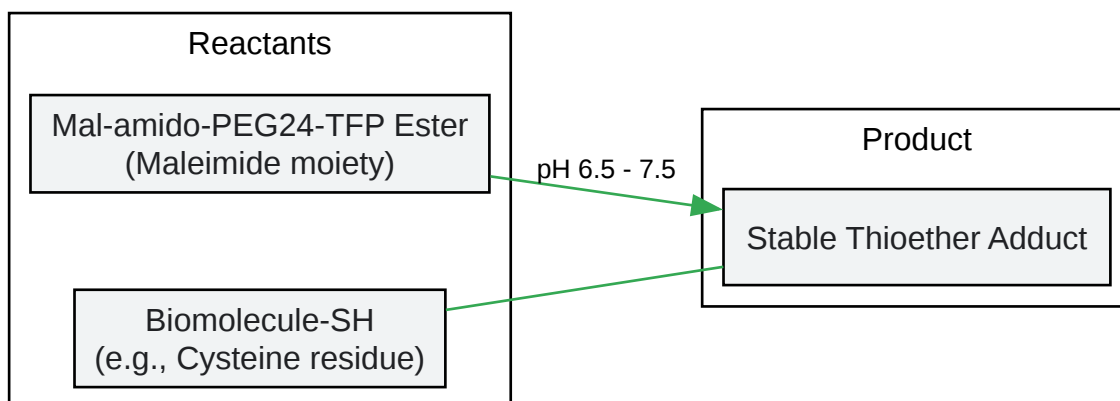 Reactants
Mal-amido-PEG24-TFP Ester
(Maleimide moiety)
pH 6.5 - 7.5
Product
Stable Thioether Adduct
Biomolecule-SH
(e.g., Cysteine residue)